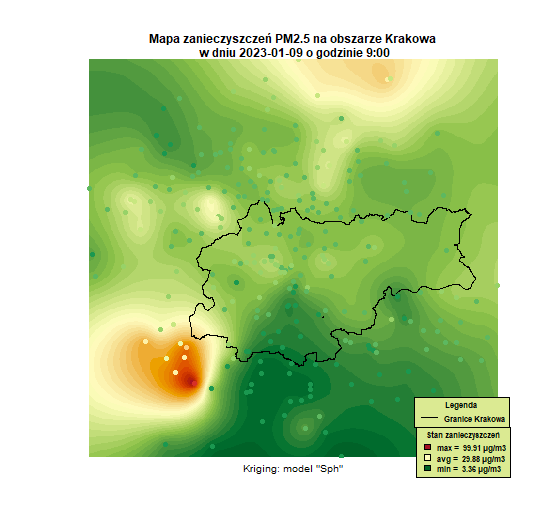 Mapa zanieczyszczeń PM2.5 na obszarze Krakowa
w dniu 2023-01-09 o godzinie 9:00
Legenda
Granice Krakowa
Stan zanieczyszczeń
max = 99.91 µg/m3
avg = 29.88 µg/m3
min = 3.36 µg/m3
Kriging: model "Sph"